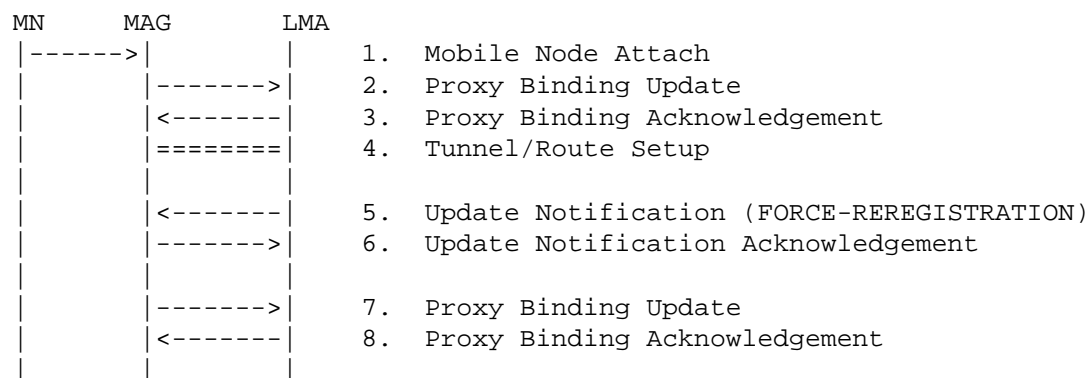 MN      MAG         LMA
|------>|           |    1.  Mobile Node Attach
|       |------->|    2.  Proxy Binding Update
|       |<-------|    3.  Proxy Binding Acknowledgement
|       |========|    4.  Tunnel/Route Setup
|       |        |
|       |<-------|    5.  Update Notification (FORCE-REREGISTRATION)
|       |------->|    6.  Update Notification Acknowledgement
|       |        |
|       |------->|    7.  Proxy Binding Update
|       |<-------|    8.  Proxy Binding Acknowledgement
|       |        |